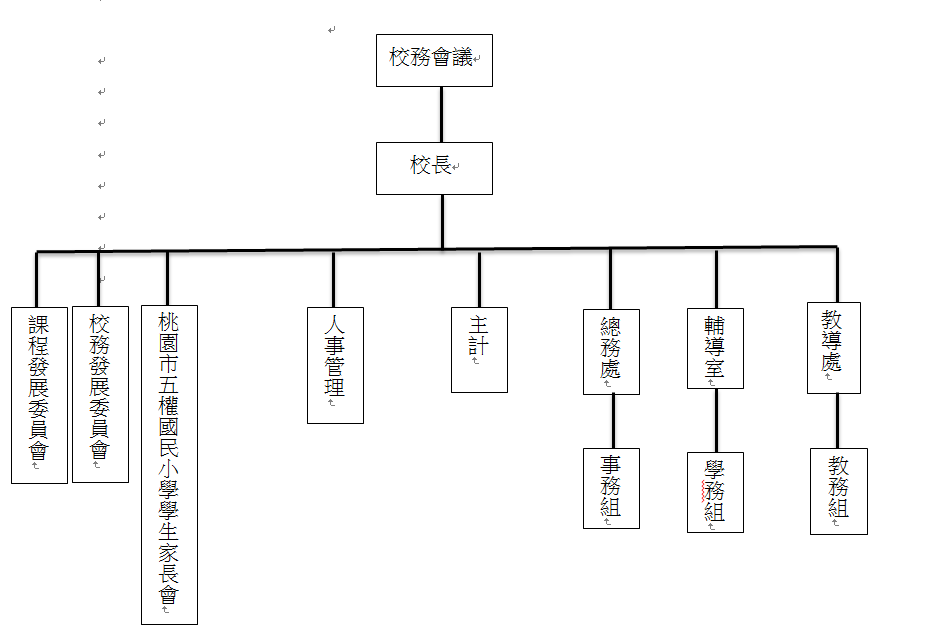 校務會議
校長
課程發展委員會
校務發展委員會
桃園市五權國民小學學生家長會
人事管理
主計
總務處
輔導室
教導處
事務組
學務組
教務組